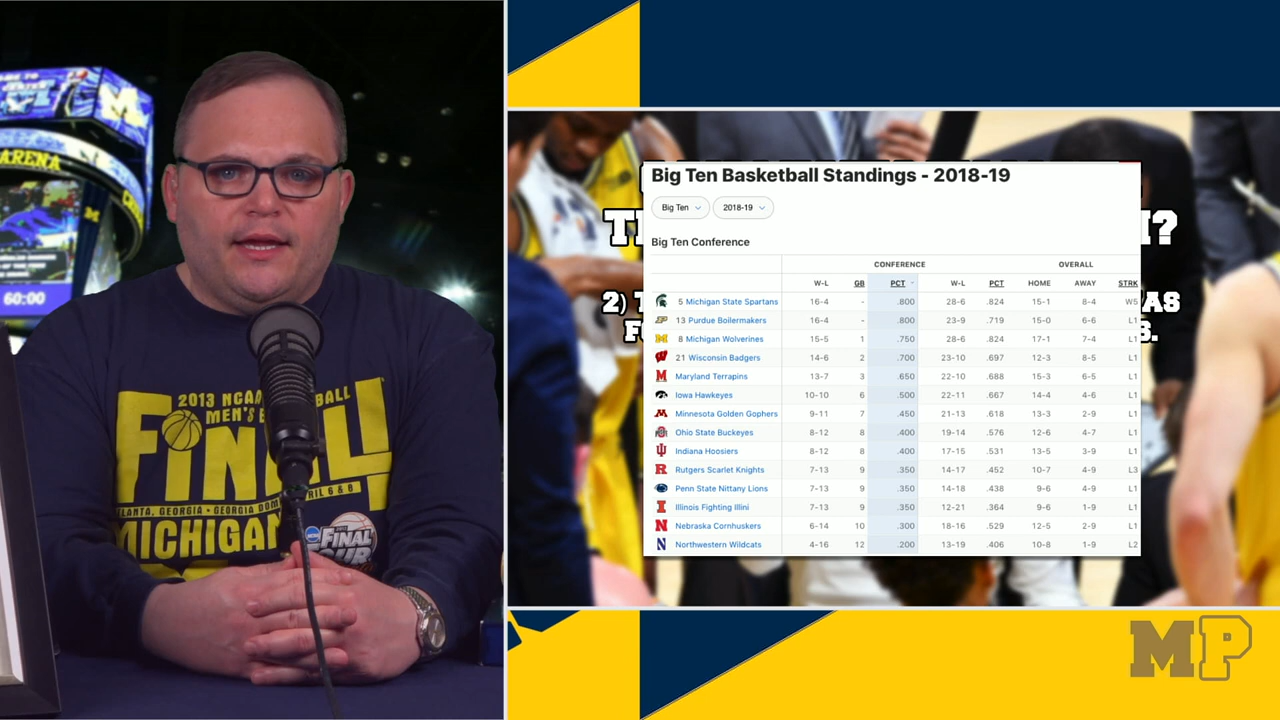 ARENA
M
60:00
2013 NCAA
BALL
MEN'S
FINAL
APRIL 6 & 8
ATLANTA, GEORGIA • GEORGIA DOME
MICHIGAN
NCAA
FINAL
FOUR
Big Ten Basketball Standings - 2018-19
Big Ten 2018-19
Big Ten Conference
CONFERENCE OVERALL
W-L GB PCT W-L PCT HOME AWAY STRK
5 Michigan State Spartans 16-4 - .800 28-6 .824 15-1 8-4 W5
13 Purdue Boilermakers 16-4 - .800 23-9 .719 15-0 6-6 L1
8 Michigan Wolverines 15-5 1 .750 28-6 .824 17-1 7-4 L1
21 Wisconsin Badgers 14-6 2 .700 23-10 .697 12-3 8-5 L1
Maryland Terrapins 13-7 3 .650 22-10 .688 15-3 6-5 L1
Iowa Hawkeyes 10-10 6 .500 22-11 .667 14-4 4-6 L1
Minnesota Golden Gophers 9-11 7 .450 21-13 .618 13-3 2-9 L1
Ohio State Buckeyes 8-12 8 .400 19-14 .576 12-6 4-7 L1
Indiana Hoosiers 8-12 8 .400 17-15 .531 13-5 3-9 L1
Rutgers Scarlet Knights 7-13 9 .350 14-17 .452 10-7 4-9 L3
Penn State Nittany Lions 7-13 9 .350 14-18 .438 9-6 4-9 L1
Illinois Fighting Illini 7-13 9 .350 12-21 .364 9-6 1-9 L1
Nebraska Cornhuskers 6-14 10 .300 18-16 .529 12-5 2-9 L1
Northwestern Wildcats 4-16 12 .200 13-19 .406 10-8 1-9 L2
2)
MP